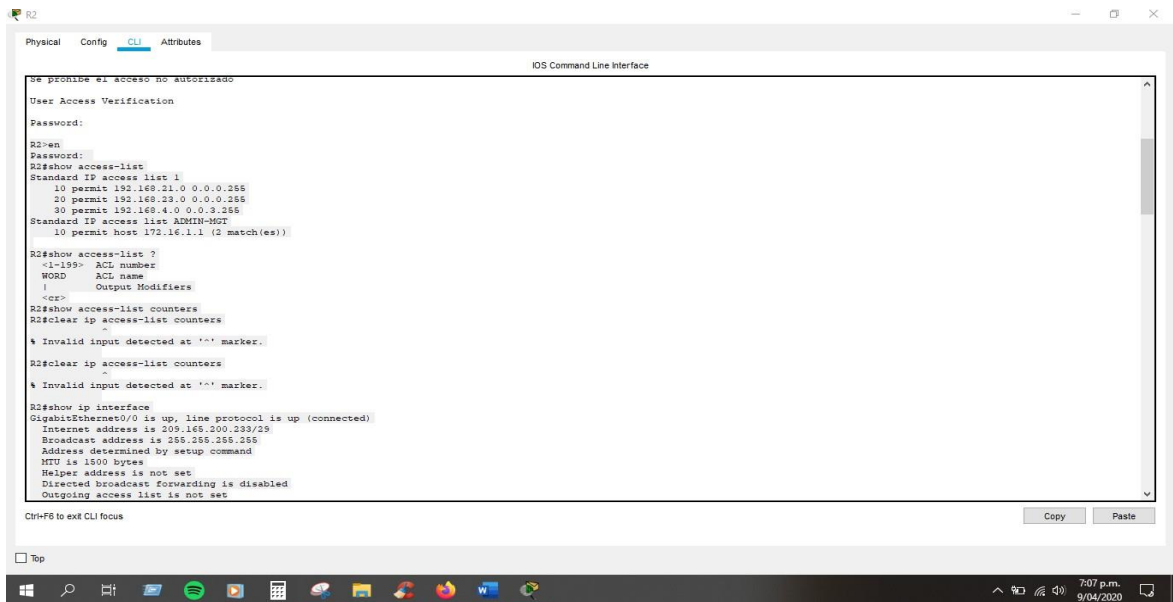 R2
Physical Config CLI Attributes
IOS Command Line Interface
Se prohibe el acceso no autorizado
User Access Verification
Password:
R2>en
Password:
R2#show access-list
Standard IP access list 1
10 permit 192.168.21.0 0.0.0.255
20 permit 192.168.23.0 0.0.0.255
30 permit 192.168.4.0 0.0.3.255
Standard IP access list ADMIN-MGT
10 permit host 172.16.1.1 (2 match(es))
R2#show access-list ?
<1-199> ACL number
WORD ACL name
| Output Modifiers
<cr>
R2#show access-list counters
R2#clear ip access-list counters
^
% Invalid input detected at '^' marker.
R2#clear ip access-list counters
^
% Invalid input detected at '^' marker.
R2#show ip interface
GigabitEthernet0/0 is up, line protocol is up (connected)
Internet address is 209.165.200.233/29
Broadcast address is 255.255.255.255
Address determined by setup command
MTU is 1500 bytes
Helper address is not set
Directed broadcast forwarding is disabled
Outgoing access list is not set
Ctrl+F6 to exit CLI focus
Copy Paste
Top
7:07 p.m.
9/04/2020